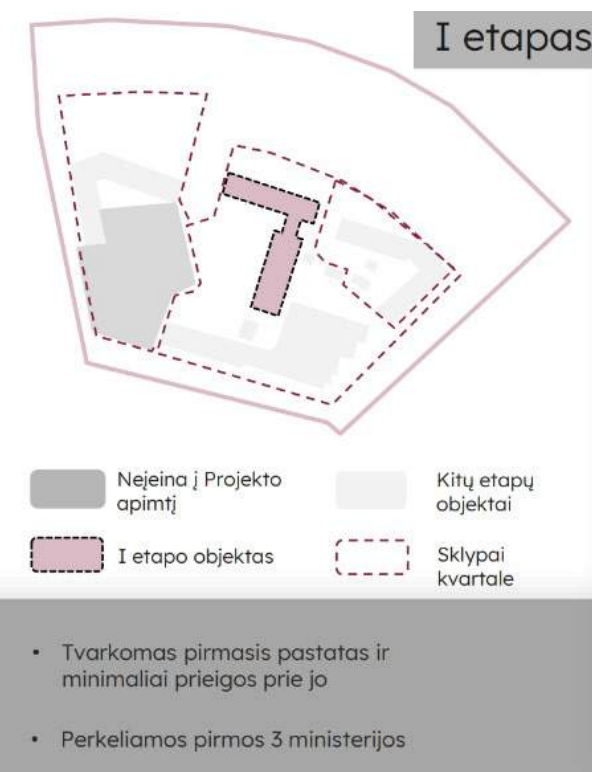 I etapas
Neįeina į Projekto
apimtį
Kitų etapų
objektai
I etapo objektas
Sklypai
kvartale
• Tvarkomas pirmasis pastatas ir
minimaliai prieigos prie jo
• Perkeliamos pirmos 3 ministerijos